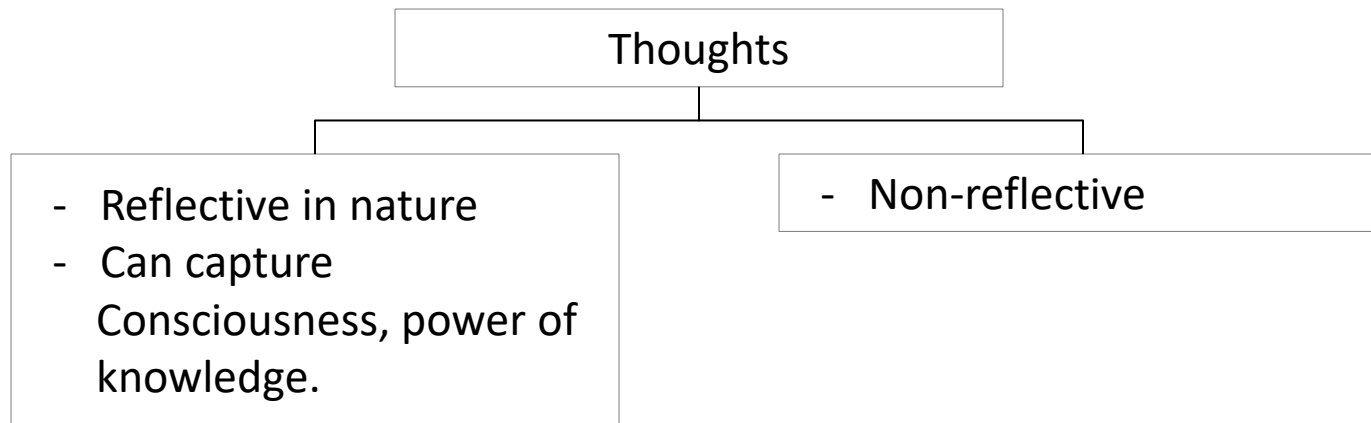 Thoughts
- Reflective in nature
- Can capture
Consciousness, power of
knowledge.
- Non-reflective